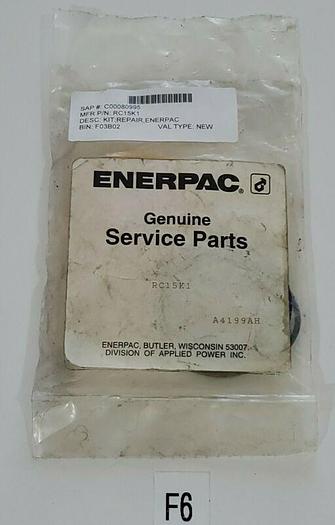 SAP #: C00080995
MFR P/N: RC15K1
DESC: KIT;REPAIR,ENERPAC
BIN: F03B02 VAL TYPE: NEW
ENERPAC®
Genuine
Service Parts
RC15K1
A4199AH
ENERPAC, BUTLER, WISCONSIN 53007
DIVISION OF APPLIED POWER INC.
F6